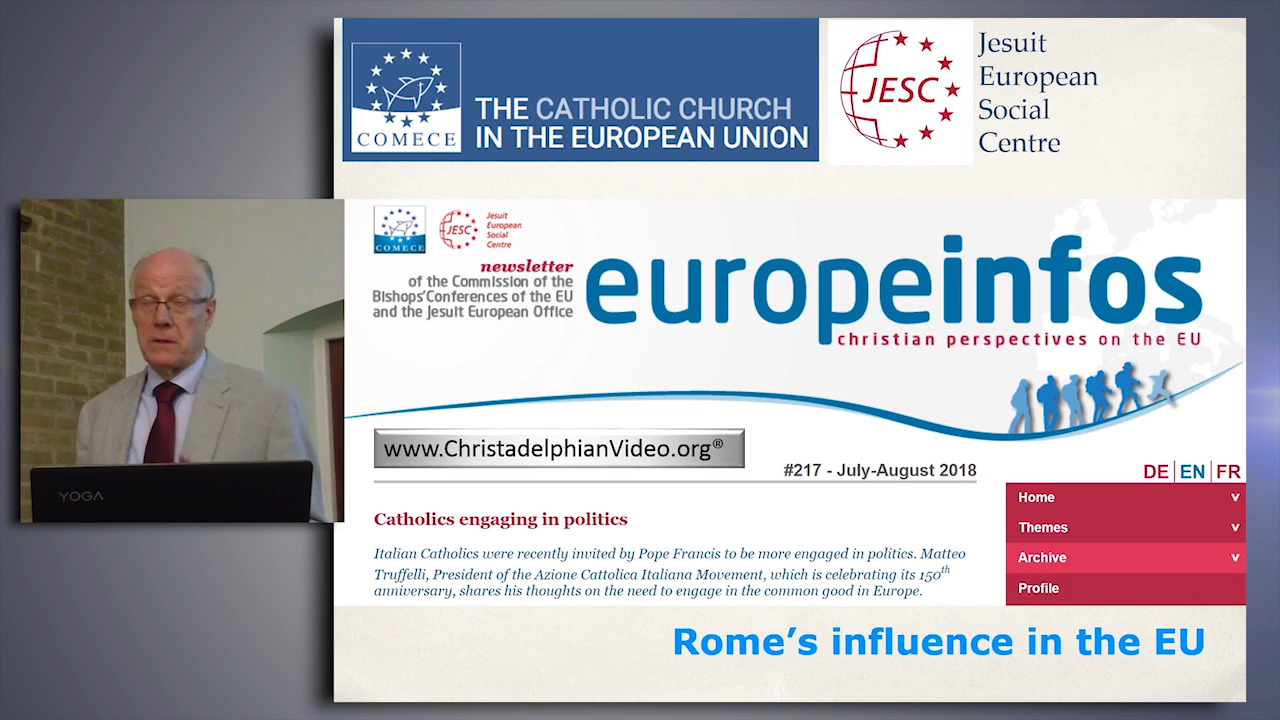 COMECE
THE CATHOLIC CHURCH
IN THE EUROPEAN UNION
JESC
Jesuit
European
Social
Centre
COMECE
JESC
Jesuit
European
Social
Centre
newsletter
of the Commission of the
Bishops'Conferences of the EU
and the Jesuit European Office
europeinfos
christian perspectives on the EU
www.ChristadelphianVideo.org®
#217 - July-August 2018
DE EN FR
Home
Themes
Archive
Profile
Catholics engaging in politics
Italian Catholics were recently invited by Pope Francis to be more engaged in politics. Matteo
Truffelli, President of the Azione Cattolica Italiana Movement, which is celebrating its 150th
anniversary, shares his thoughts on the need to engage in the common good in Europe.
Rome's influence in the EU
YOGA